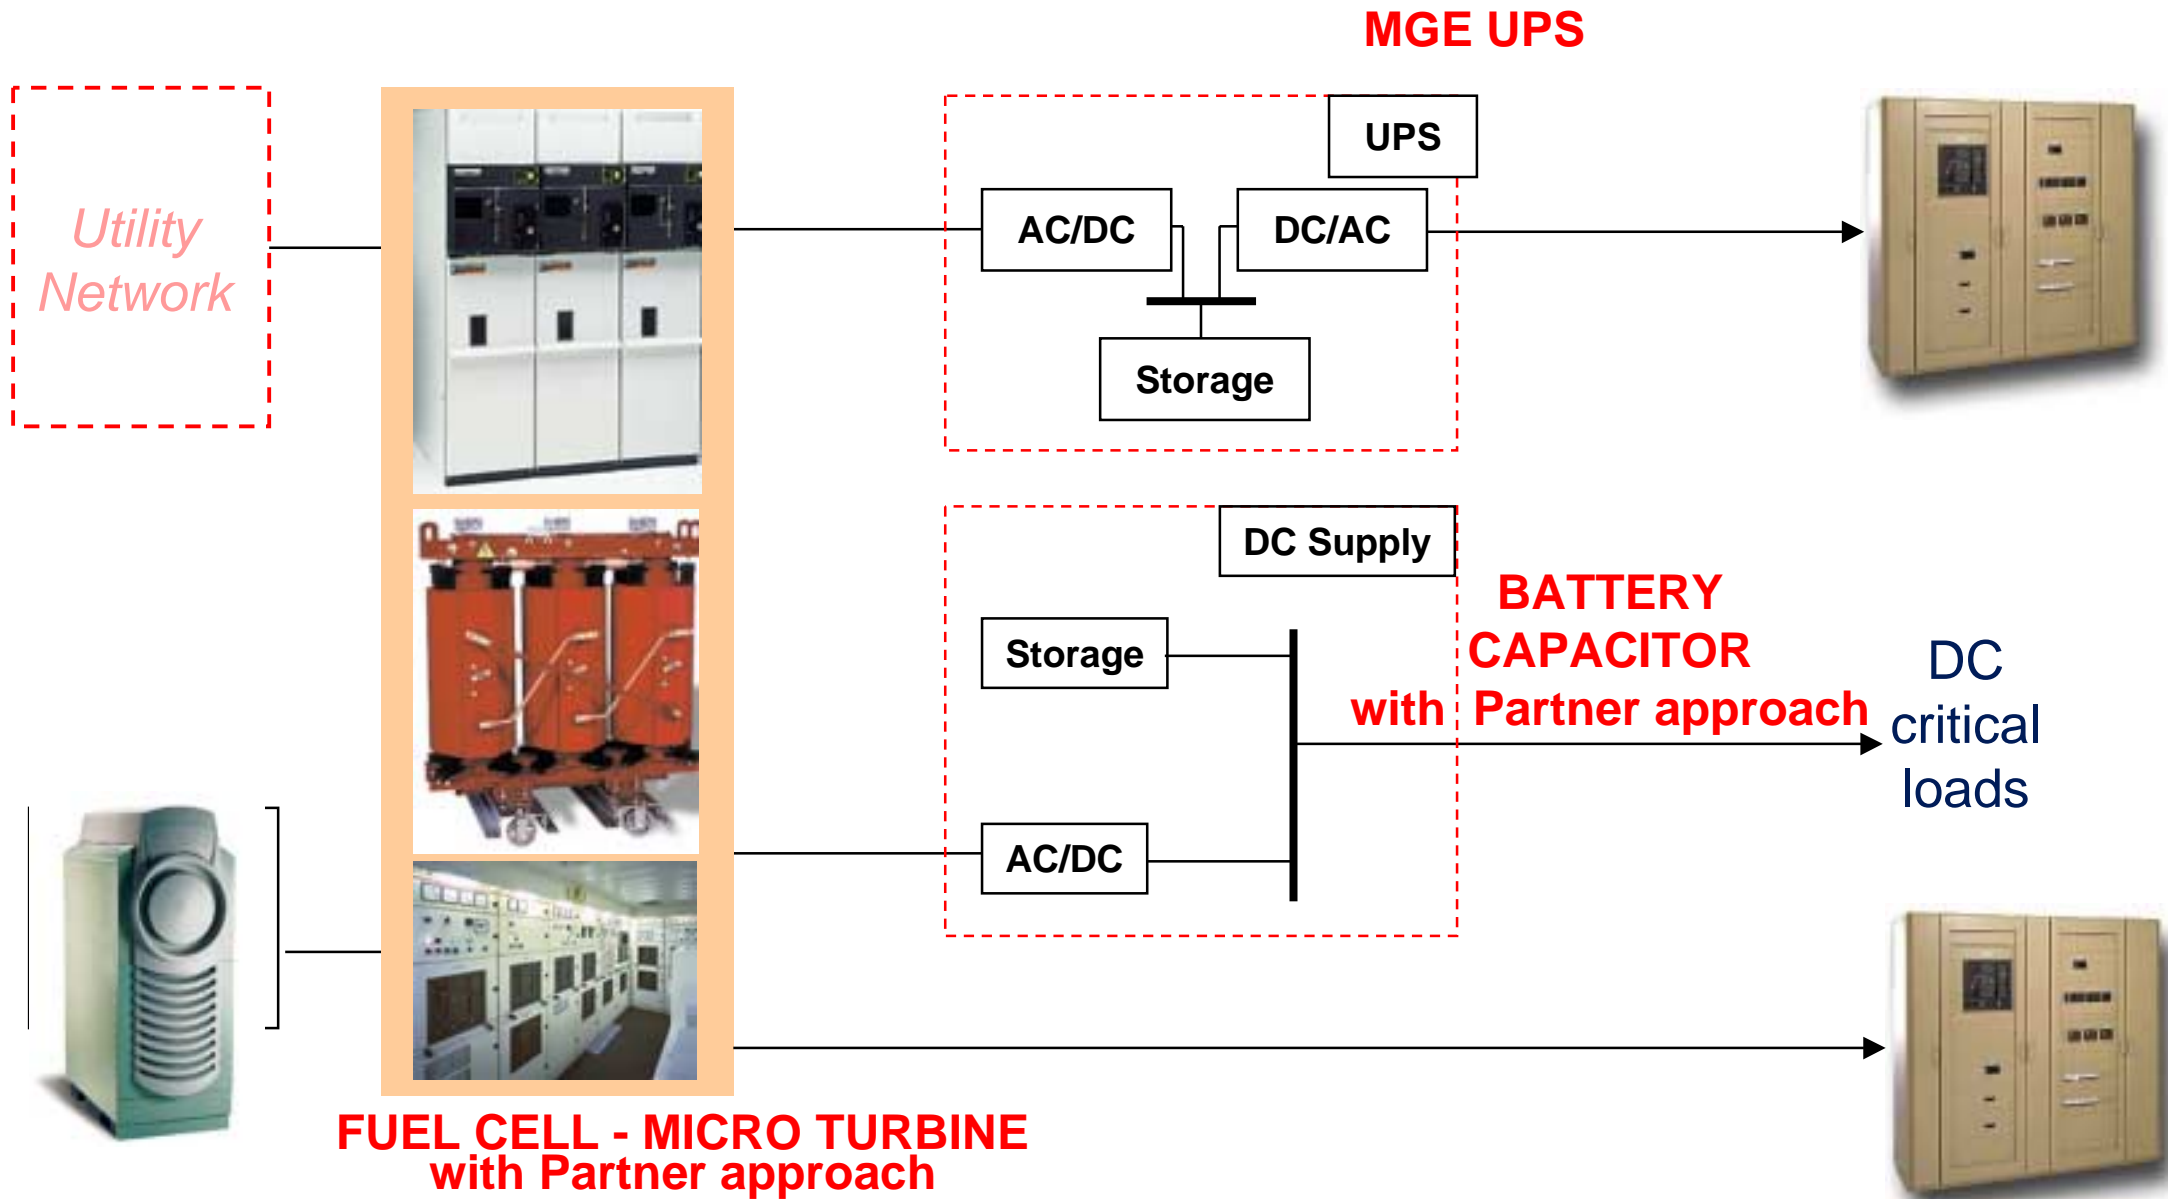 MGE UPS
Utility
Network
UPS
AC/DC
DC/AC
Storage
DC Supply
Storage
AC/DC
BATTERY
CAPACITOR
with Partner approach
DC
critical
loads
FUEL CELL - MICRO TURBINE
with Partner approach